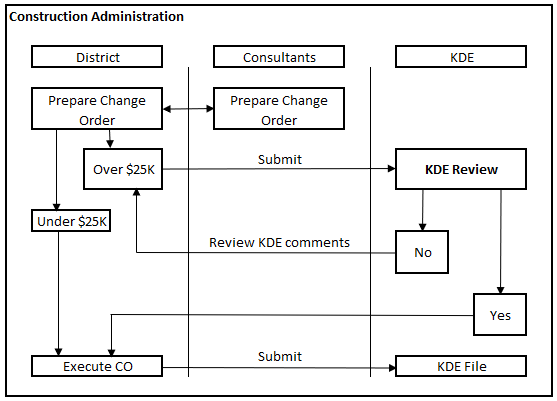 Construction Administration
District
Consultants
KDE
Prepare Change
Order
Prepare Change
Order
Over $25K
Submit
KDE Review
Under $25K
Review KDE comments
No
Yes
Execute CO
Submit
KDE File